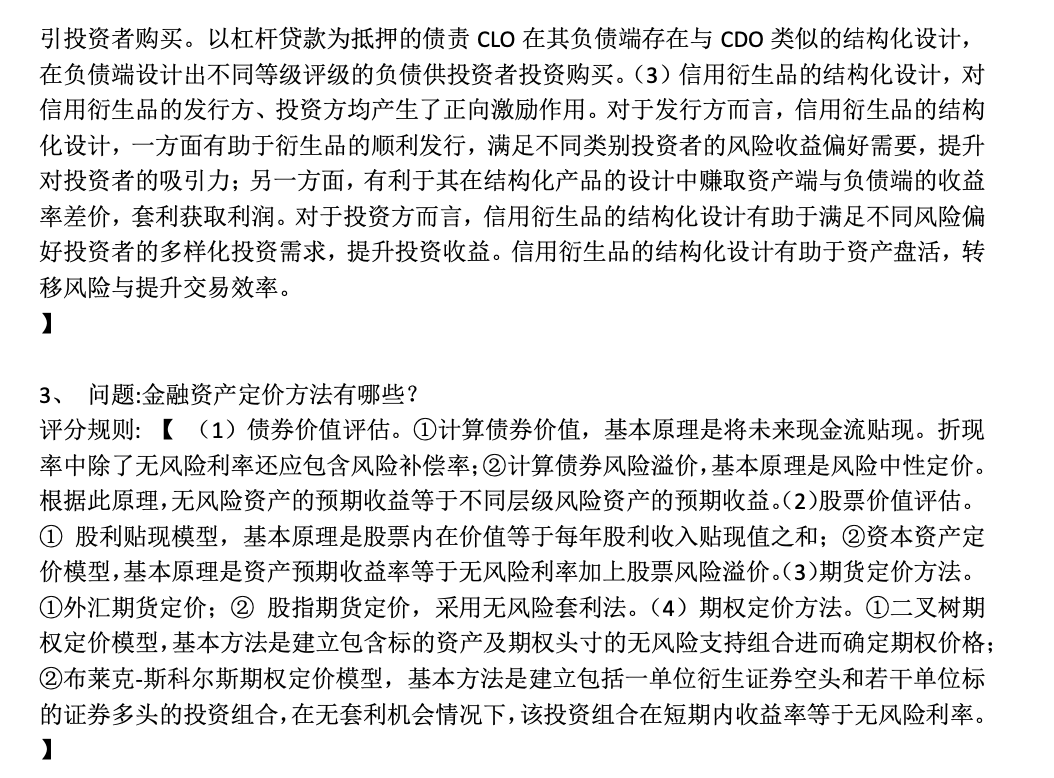 引投资者购买。以杠杆贷款为抵押的债责 CLO 在其负债端存在与 CDO 类似的结构化设计，
在负债端设计出不同等级评级的负债供投资者投资购买。（3）信用衍生品的结构化设计，对
信用衍生品的发行方、投资方均产生了正向激励作用。对于发行方而言，信用衍生品的结构
化设计，一方面有助于衍生品的顺利发行，满足不同类别投资者的风险收益偏好需要，提升
对投资者的吸引力；另一方面，有利于其在结构化产品的设计中赚取资产端与负债端的收益
率差价，套利获取利润。对于投资方而言，信用衍生品的结构化设计有助于满足不同风险偏
好投资者的多样化投资需求，提升投资收益。信用衍生品的结构化设计有助于资产盘活，转
移风险与提升交易效率。
】
3、 问题:金融资产定价方法有哪些？
评分规则: 【 （1）债券价值评估。①计算债券价值，基本原理是将未来现金流贴现。折现
率中除了无风险利率还应包含风险补偿率；②计算债券风险溢价，基本原理是风险中性定价。
根据此原理，无风险资产的预期收益等于不同层级风险资产的预期收益。（2）股票价值评估。
① 股利贴现模型，基本原理是股票内在价值等于每年股利收入贴现值之和；②资本资产定
价模型，基本原理是资产预期收益率等于无风险利率加上股票风险溢价。（3）期货定价方法。
①外汇期货定价；② 股指期货定价，采用无风险套利法。（4）期权定价方法。①二叉树期
权定价模型，基本方法是建立包含标的资产及期权头寸的无风险支持组合进而确定期权价格；
②布莱克-斯科尔斯期权定价模型，基本方法是建立包括一单位衍生证券空头和若干单位标
的证券多头的投资组合，在无套利机会情况下，该投资组合在短期内收益率等于无风险利率。
】